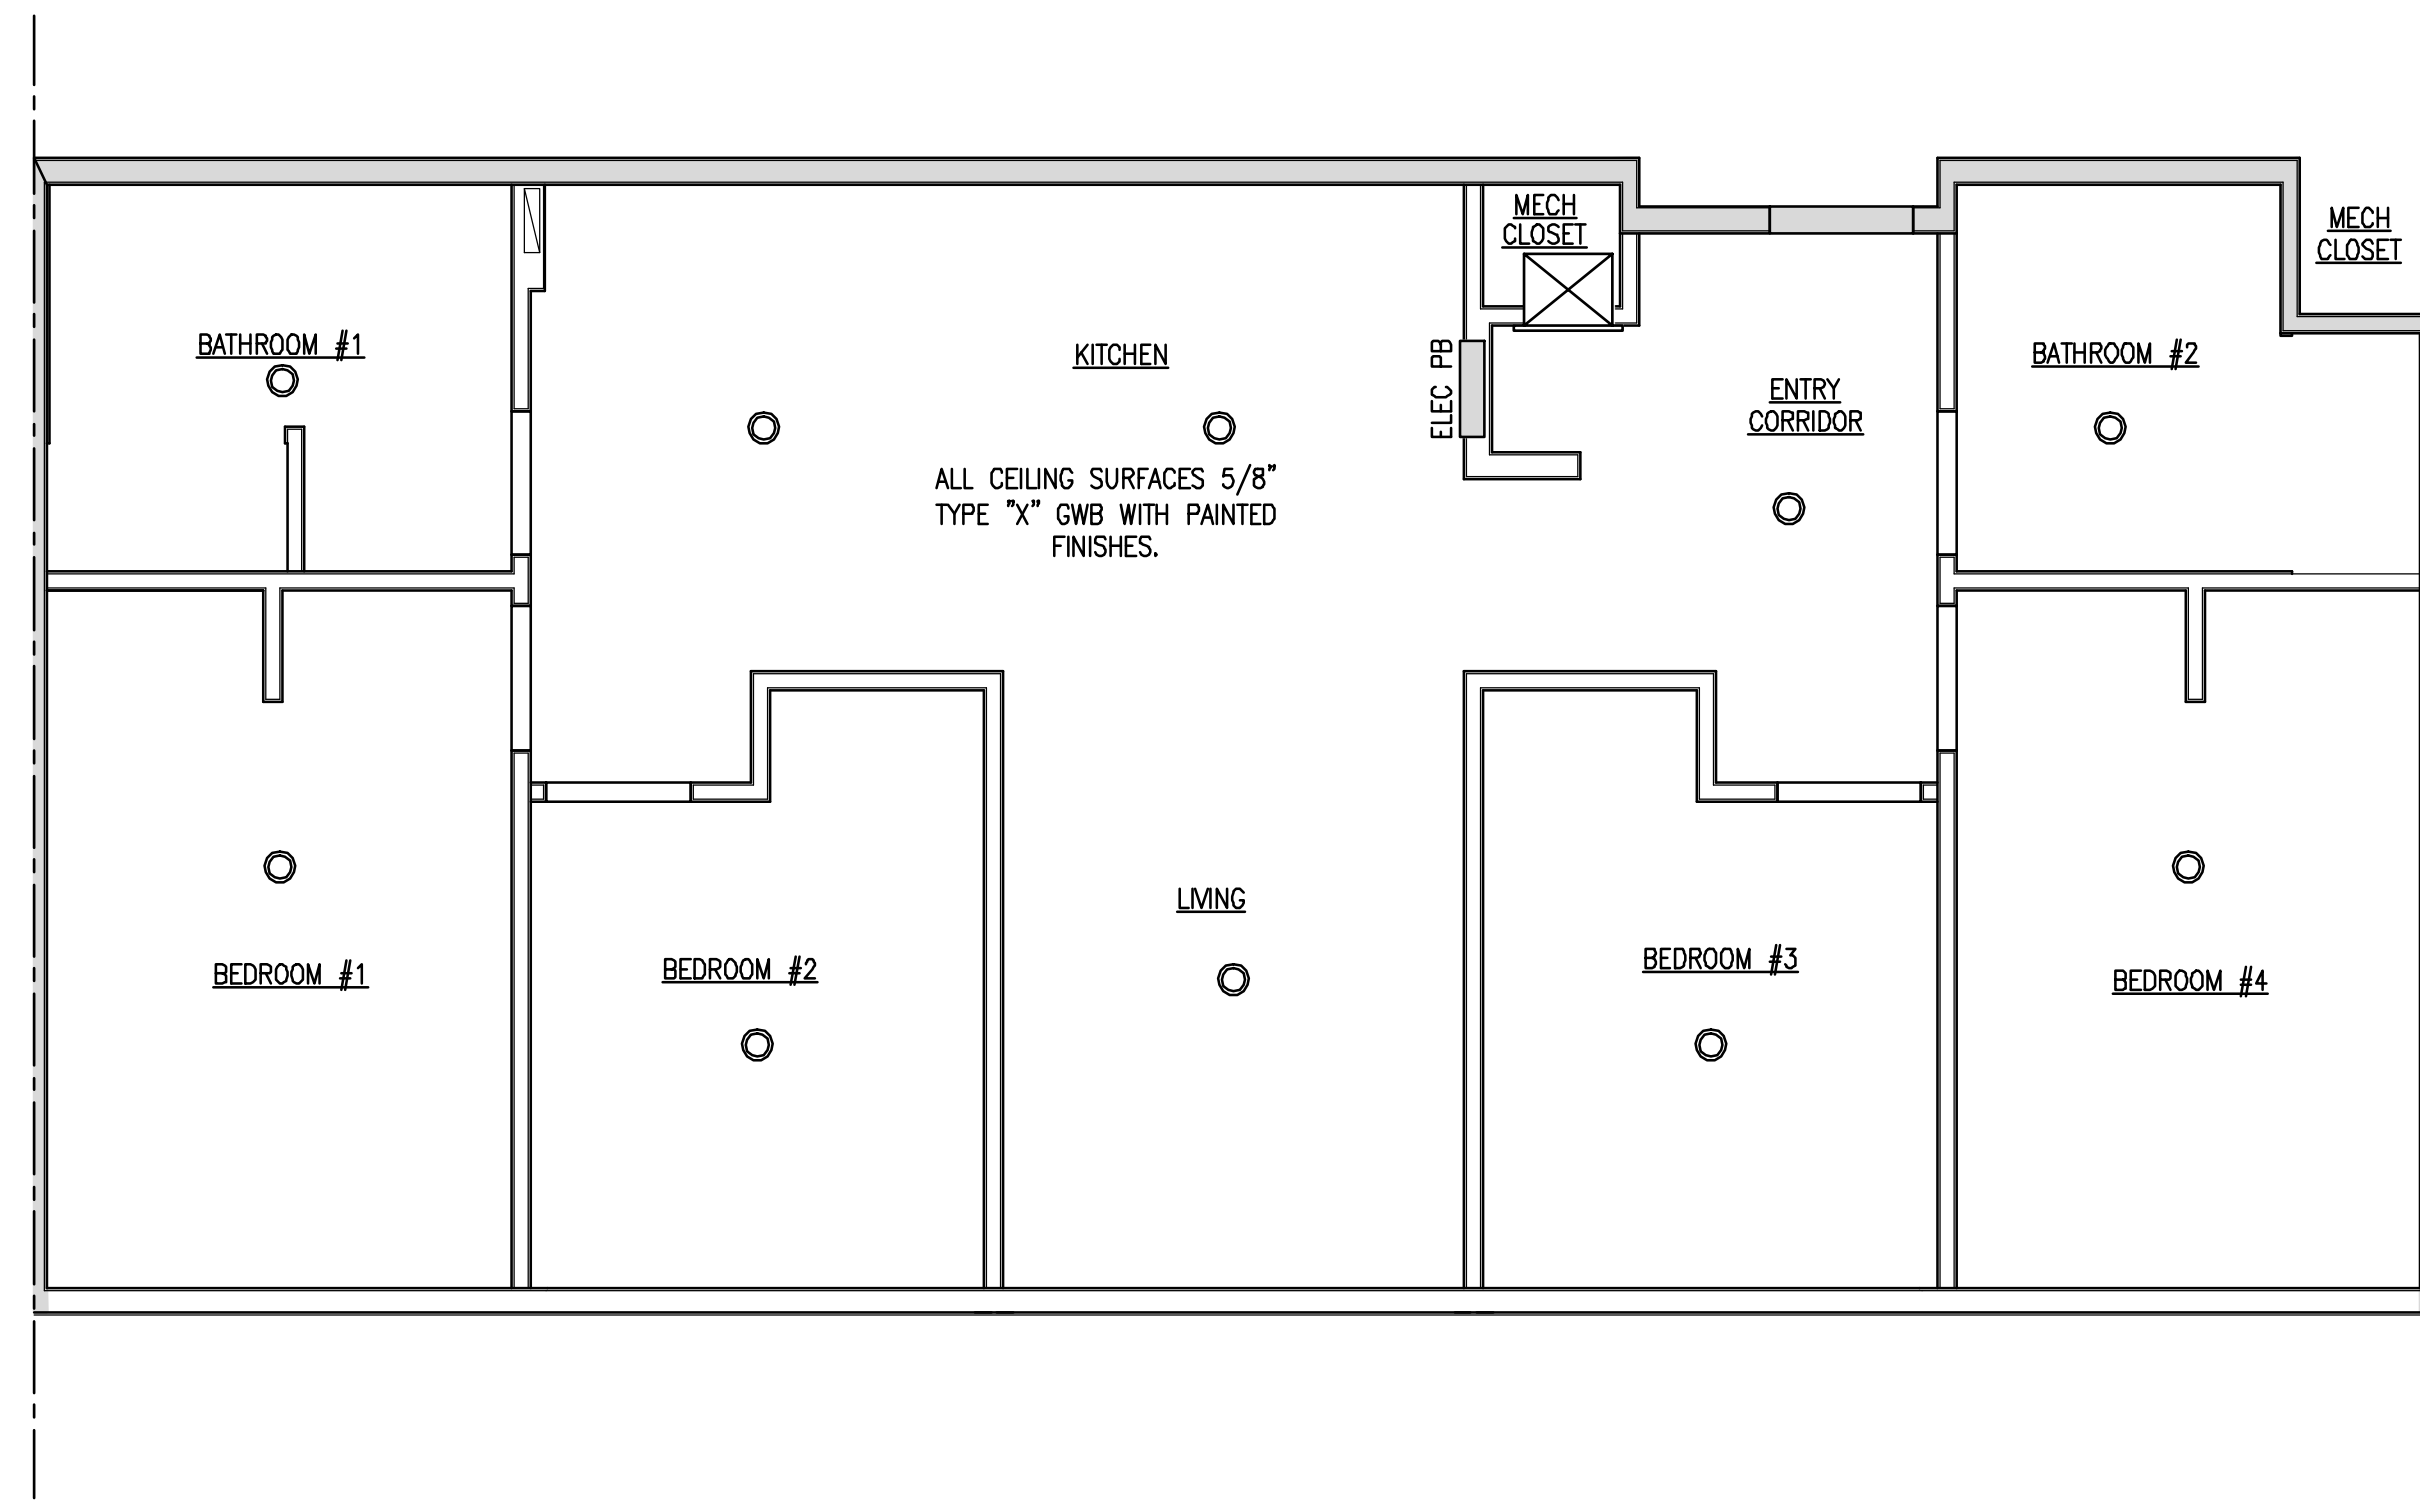 MECH
CLOSET
MECH
CLOSET
BATHROOM #1
KITCHEN
ELEC PB
ENTRY
CORRIDOR
BATHROOM #2
ALL CEILING SURFACES 5/8"
TYPE "X" GWB WITH PAINTED
FINISHES.
LIVING
BEDROOM #1
BEDROOM #2
BEDROOM #3
BEDROOM #4